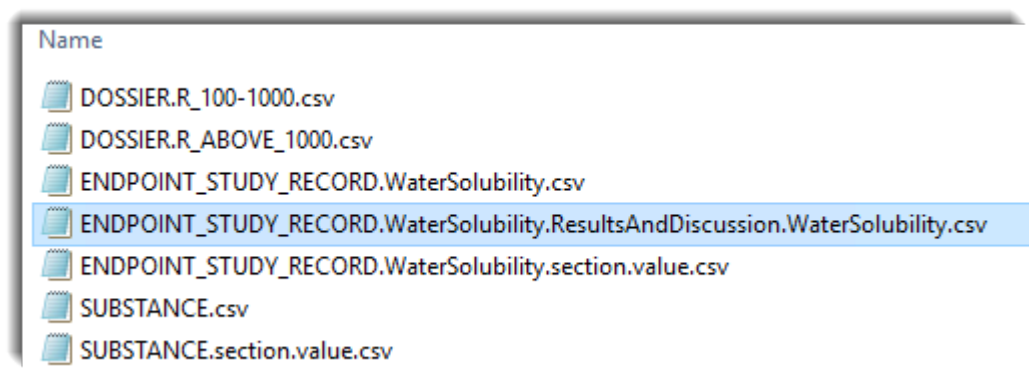 Name
DOSSIER.R_100-1000.csv
DOSSIER.R_ABOVE_1000.csv
ENDPOINT_STUDY_RECORD.WaterSolubility.csv
ENDPOINT_STUDY_RECORD.WaterSolubility.ResultsAndDiscussion.WaterSolubility.csv
ENDPOINT_STUDY_RECORD.WaterSolubility.section.value.csv
SUBSTANCE.csv
SUBSTANCE.section.value.csv